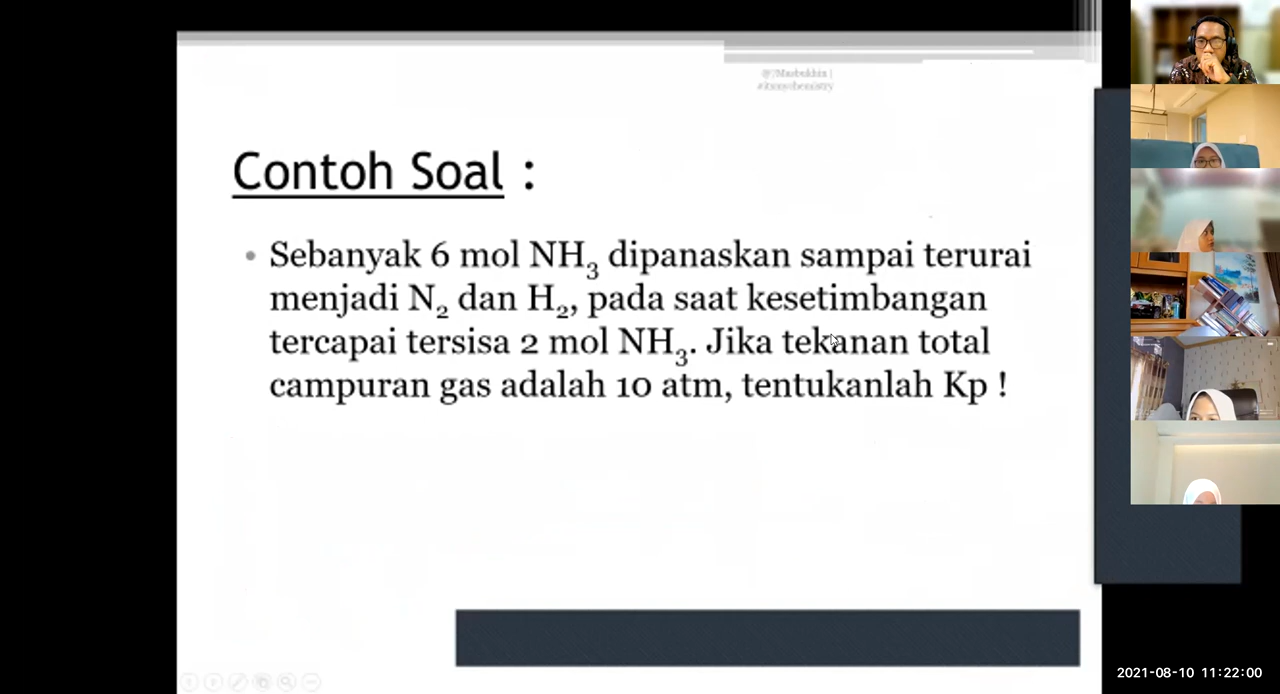 Contoh Soal :
• Sebanyak 6 mol NH₃ dipanaskan sampai terurai
menjadi N₂ dan H₂, pada saat kesetimbangan
tercapai tersisa 2 mol NH₃. Jika tekanan total
campuran gas adalah 10 atm, tentukanlah Kp !
2021-08-10 11:22:00